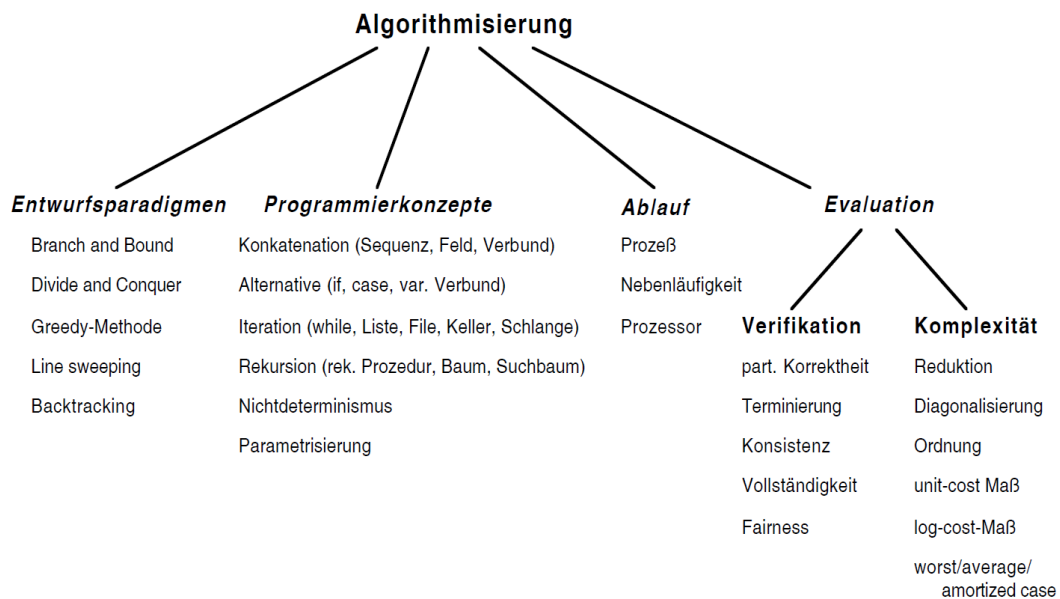 Algorithmisierung
Entwurfsparadigmen
Branch and Bound
Divide and Conquer
Greedy-Methode
Line sweeping
Backtracking
Programmierkonzepte
Konkatenation (Sequenz, Feld, Verbund)
Alternative (if, case, var. Verbund)
Iteration (while, Liste, File, Keller, Schlange)
Rekursion (rek. Prozedur, Baum, Suchbaum)
Nichtdeterminismus
Parametrisierung
Ablauf
Prozeß
Nebenläufigkeit
Prozessor
Evaluation
Verifikation
part. Korrektheit
Terminierung
Konsistenz
Vollständigkeit
Fairness
Komplexität
Reduktion
Diagonalisierung
Ordnung
unit-cost Maß
log-cost-Maß
worst/average/
amortized case